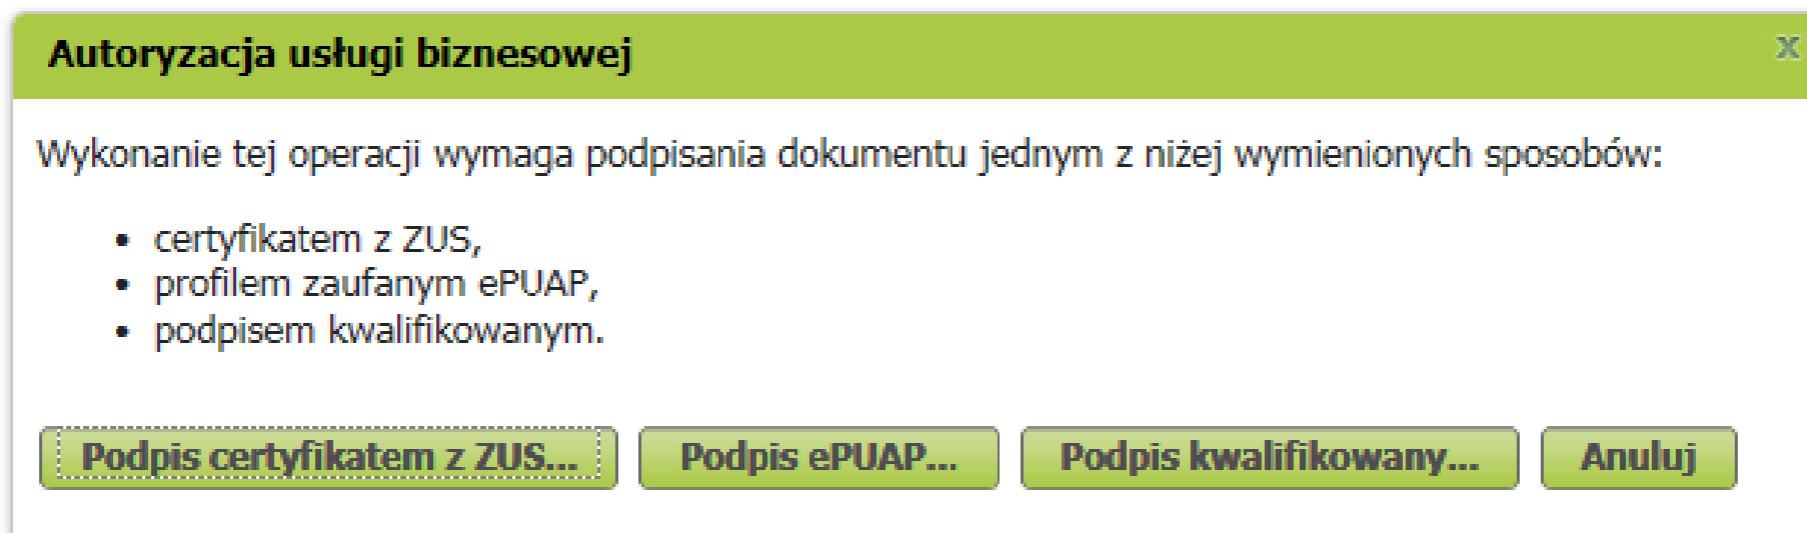 Autoryzacja usługi biznesowej
x
Wykonanie tej operacji wymaga podpisania dokumentu jednym z niżej wymienionych sposobów:
• certyfikatem z ZUS,
• profilem zaufanym ePUAP,
• podpisem kwalifikowanym.
Podpis certyfikatem z ZUS... Podpis ePUAP... Podpis kwalifikowany... Anuluj